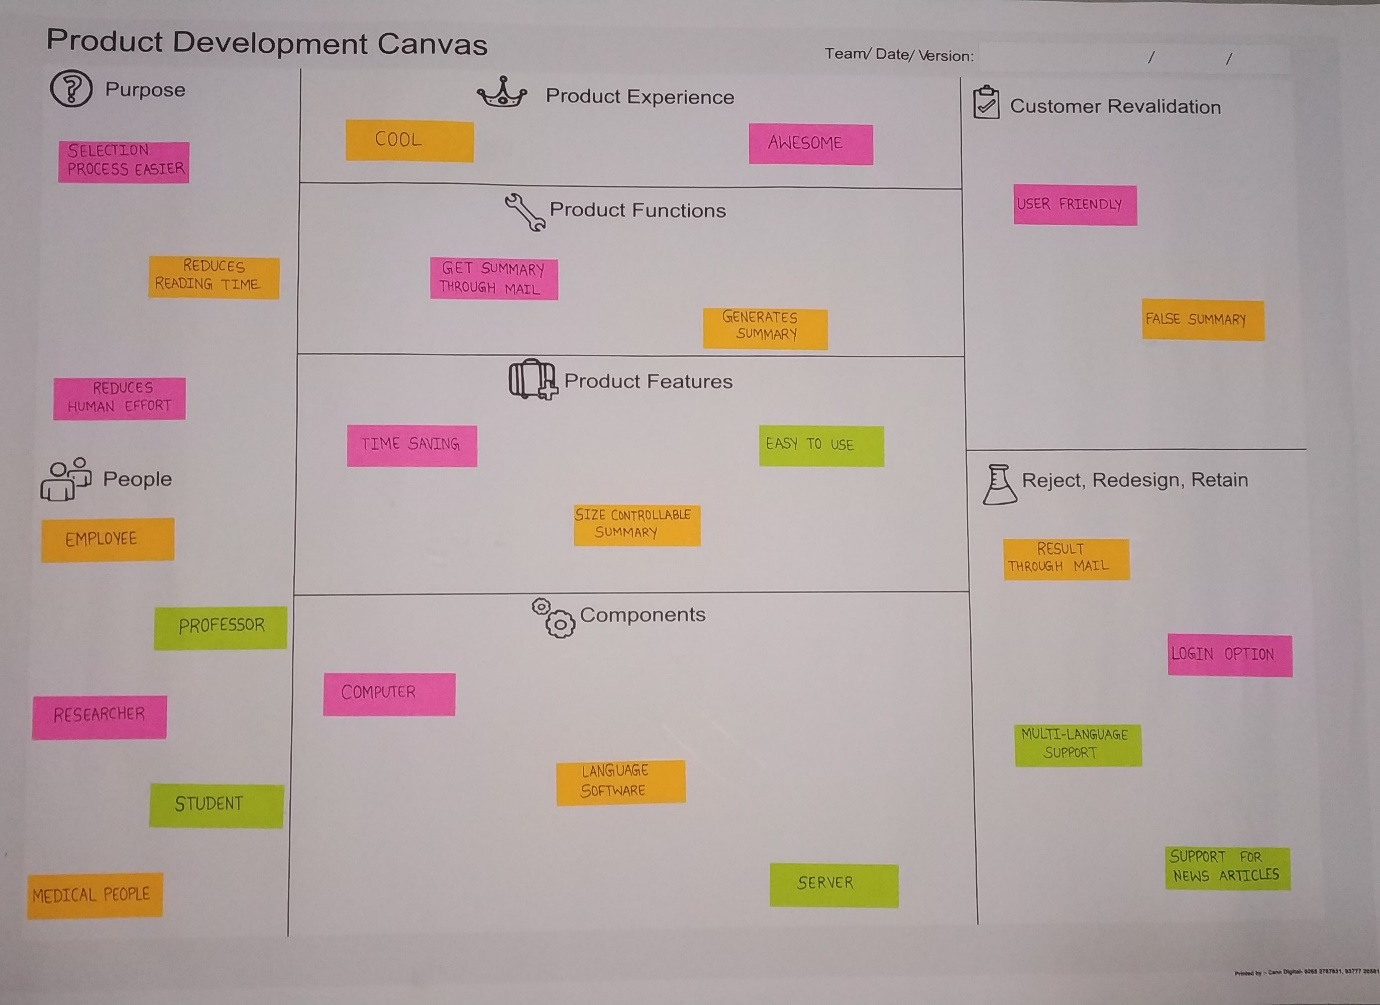 Product Development Canvas
Team/ Date/ Version: / /
Purpose
SELECTION
PROCESS EASIER
REDUCES
READING TIME
REDUCES
HUMAN EFFORT
People
EMPLOYEE
PROFESSOR
RESEARCHER
STUDENT
MEDICAL PEOPLE
Product Experience
COOL
AWESOME
Product Functions
GET SUMMARY
THROUGH MAIL
GENERATES
SUMMARY
Product Features
TIME SAVING
EASY TO USE
SIZE CONTROLLABLE
SUMMARY
Components
COMPUTER
LANGUAGE
SOFTWARE
SERVER
Customer Revalidation
USER FRIENDLY
FALSE SUMMARY
Reject, Redesign, Retain
RESULT
THROUGH MAIL
LOGIN OPTION
MULTI-LANGUAGE
SUPPORT
SUPPORT FOR
NEWS ARTICLES
Printed by :-